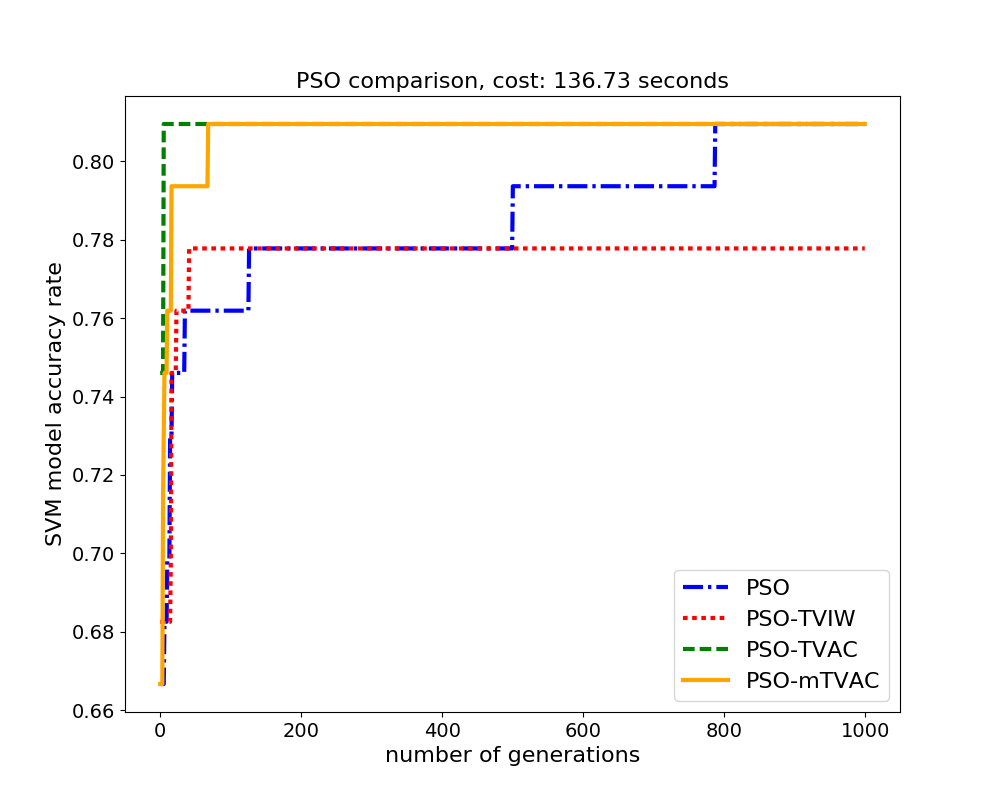 PSO comparison, cost: 136.73 seconds
SVM model accuracy rate
0.80
0.78
0.76
0.74
0.72
0.70
0.68
0.66
0 200 400 600 800 1000
number of generations
PSO
PSO-TVIW
PSO-TVAC
PSO-mTVAC